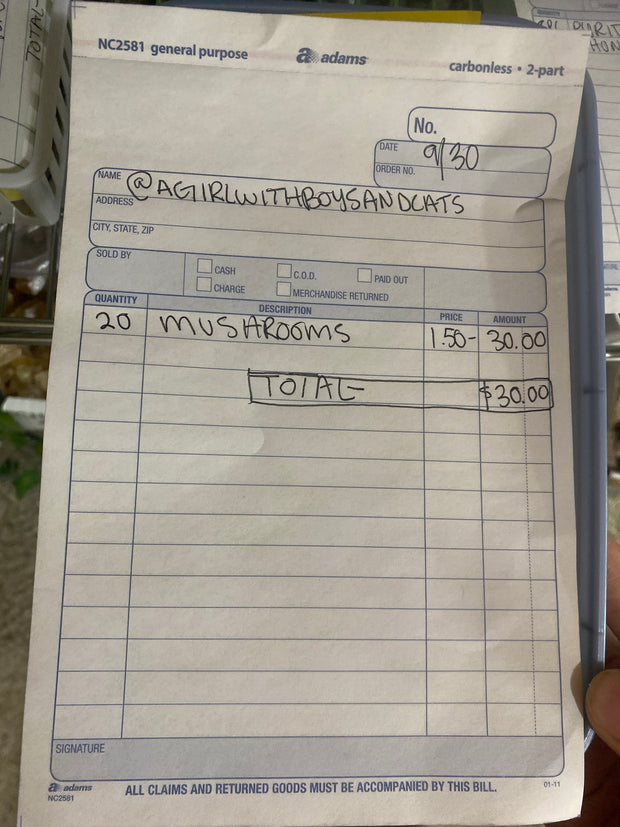 NC2581 general purpose
adams
carbonless • 2-part
No.
DATE 9/30
ORDER NO.
NAME @AGIRLWITHBOYSANDCATS
ADDRESS
CITY, STATE, ZIP
SOLD BY
CASH C.O.D. PAID OUT
CHARGE MERCHANDISE RETURNED
QUANTITY DESCRIPTION PRICE AMOUNT
20 MUSHROOMS 1.50- 30.00
TOTAL- $30.00
SIGNATURE
adams
NC2581
ALL CLAIMS AND RETURNED GOODS MUST BE ACCOMPANIED BY THIS BILL.
01-11
TOTAL-